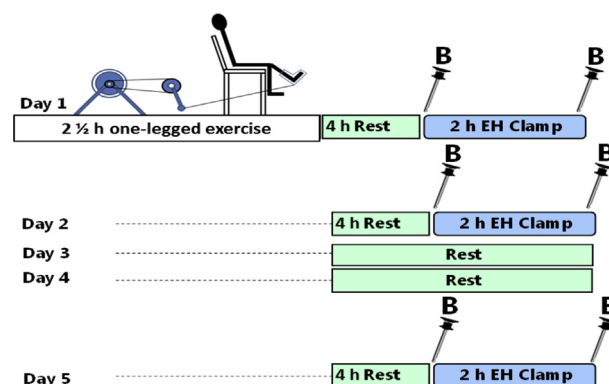 B
B
Day 1
2 ½ h one-legged exercise
4 h Rest
2 h EH Clamp
B
B
Day 2
4 h Rest
2 h EH Clamp
Day 3
Rest
Day 4
Rest
B
B
Day 5
4 h Rest
2 h EH Clamp